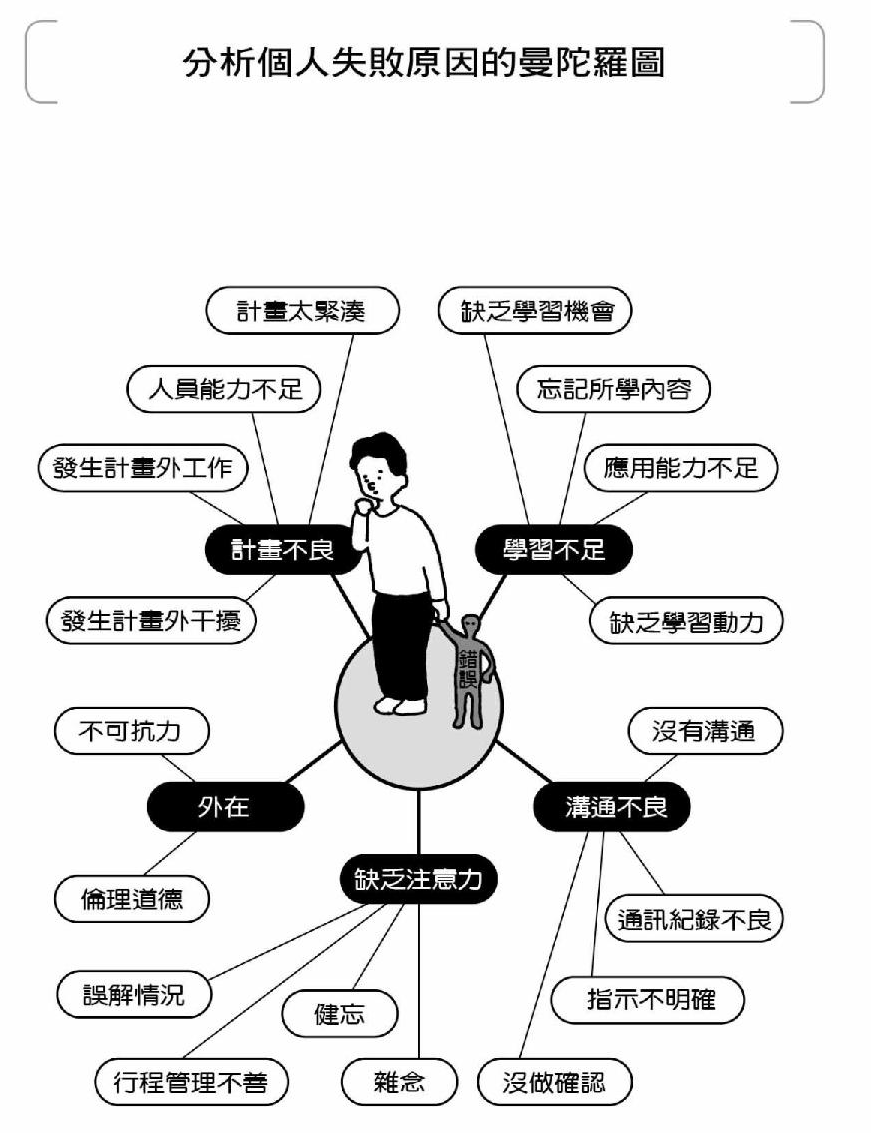 分析個人失敗原因的曼陀羅圖
計畫太緊湊
缺乏學習機會
人員能力不足
忘記所學內容
發生計畫外工作
應用能力不足
計畫不良
學習不足
發生計畫外干擾
缺乏學習動力
錯誤
不可抗力
沒有溝通
外在
溝通不良
缺乏注意力
倫理道德
通訊紀錄不良
誤解情況
指示不明確
健忘
行程管理不善
雜念
沒做確認